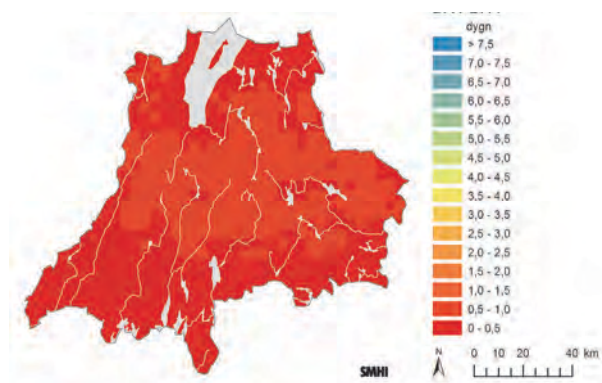 dygn
> 7,5
7,0 - 7,5
6,5 - 7,0
6,0 - 6,5
5,5 - 6,0
5,0 - 5,5
4,5 - 5,0
4,0 - 4,5
3,5 - 4,0
3,0 - 3,5
2,5 - 3,0
2,0 - 2,5
1,5 - 2,0
1,0 - 1,5
0,5 - 1,0
0 - 0,5
SMHI
N
0 10 20 40 km